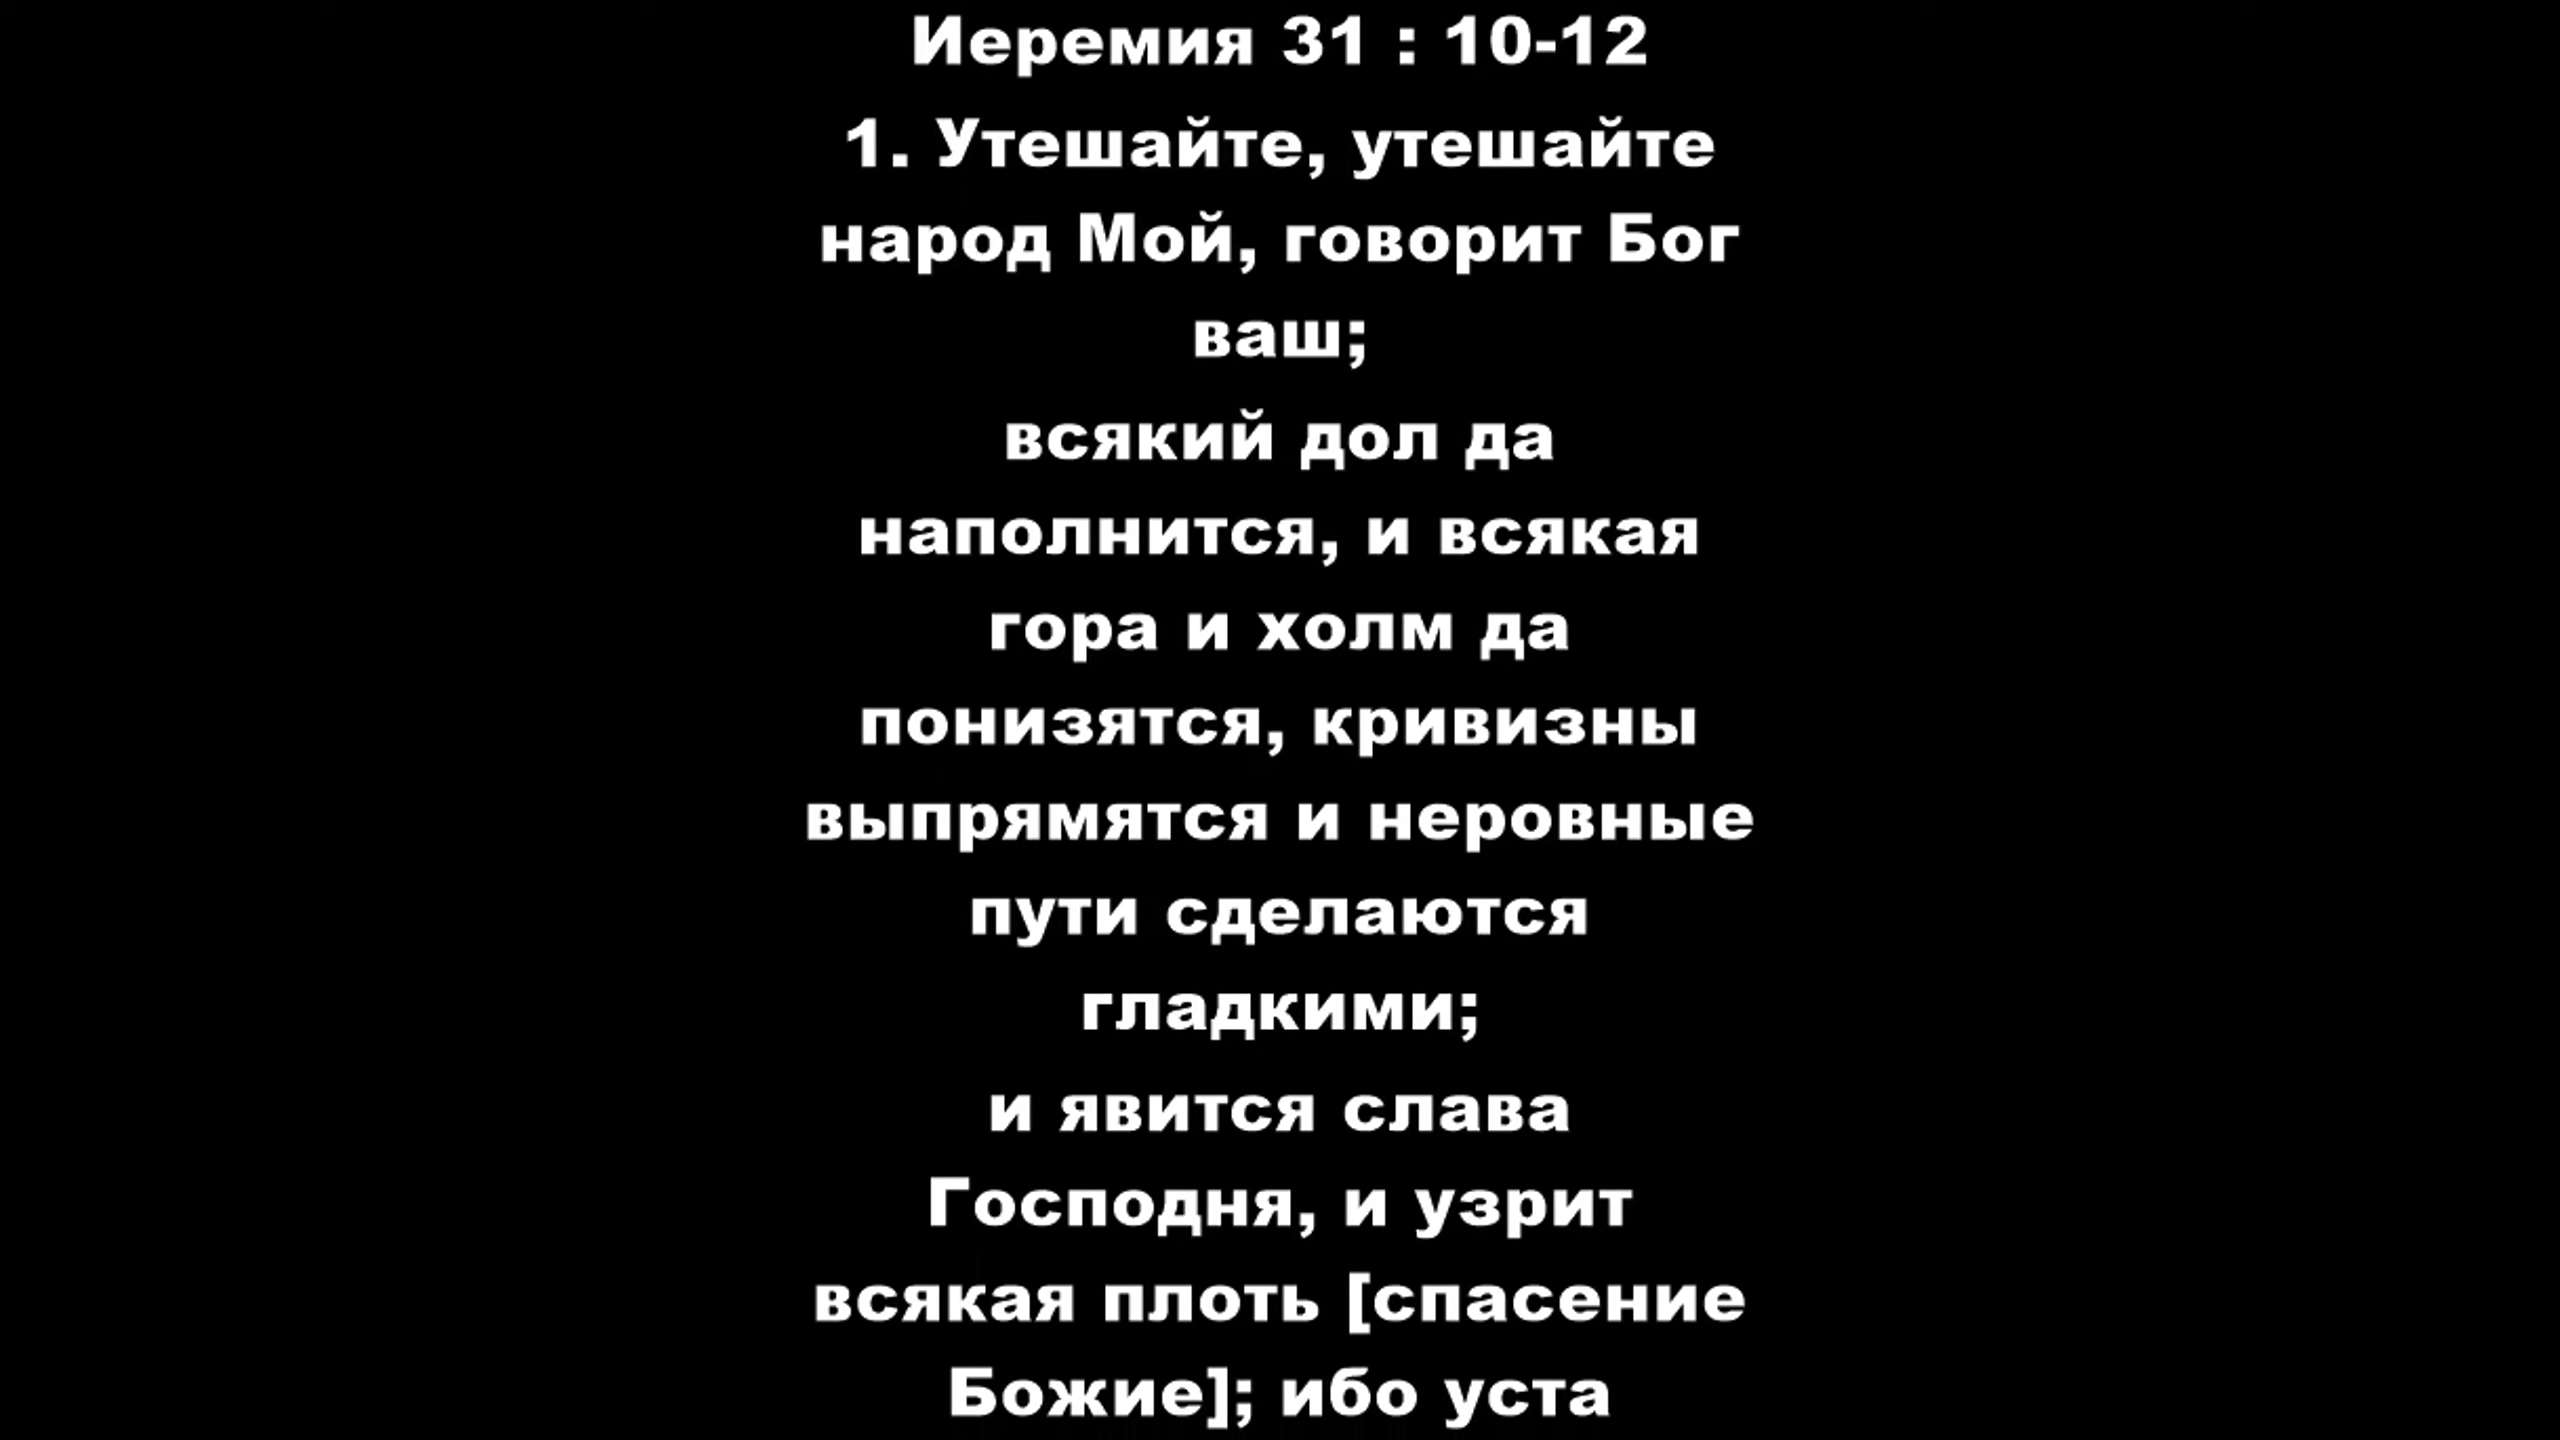 Иеремия 31 : 10-12
1. Утешайте, утешайте
народ Мой, говорит Бог
ваш;
всякий дол да
наполнится, и всякая
гора и холм да
понизятся, кривизны
выпрямятся и неровные
пути сделаются
гладкими;
и явится слава
Господня, и узрит
всякая плоть [спасение
Божие]; ибо уста